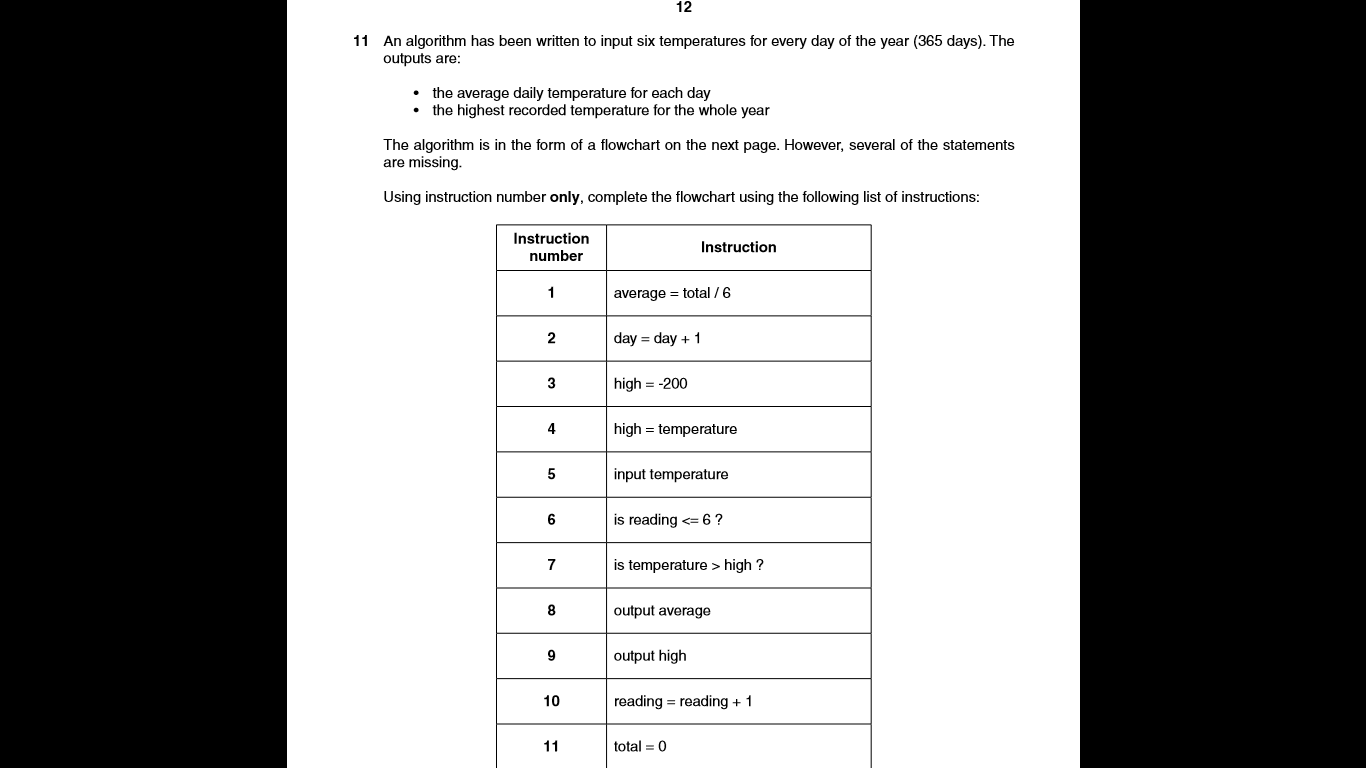 12
11 An algorithm has been written to input six temperatures for every day of the year (365 days). The
outputs are:
• the average daily temperature for each day
• the highest recorded temperature for the whole year
The algorithm is in the form of a flowchart on the next page. However, several of the statements
are missing.
Using instruction number only, complete the flowchart using the following list of instructions:
Instruction
number
Instruction
1 average = total / 6
2 day = day + 1
3 high = -200
4 high = temperature
5 input temperature
6 is reading <= 6 ?
7 is temperature > high ?
8 output average
9 output high
10 reading = reading + 1
11 total = 0